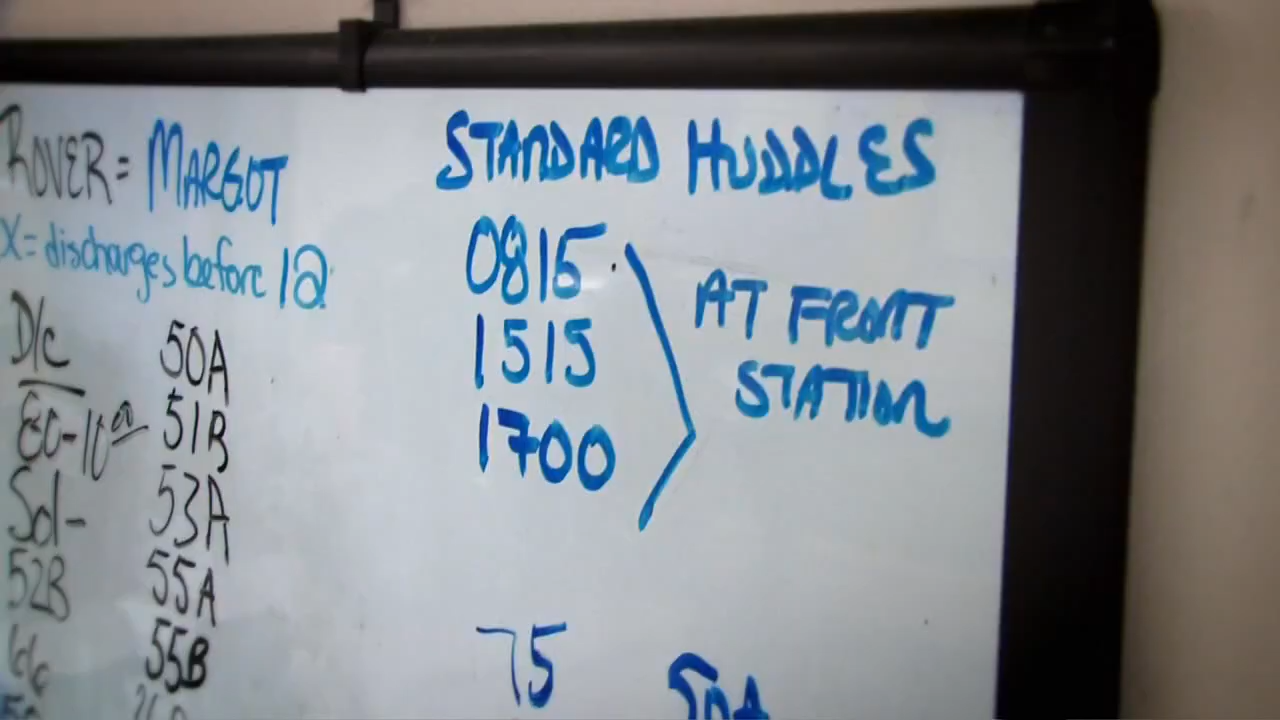 ROVER = MARGOT
X = discharges before 12
D/c 50A
51B
53A
52B 55A
55B
STANDARD HUDDLES
0815
1515
1700
AT FRONT
STATION
75 50A